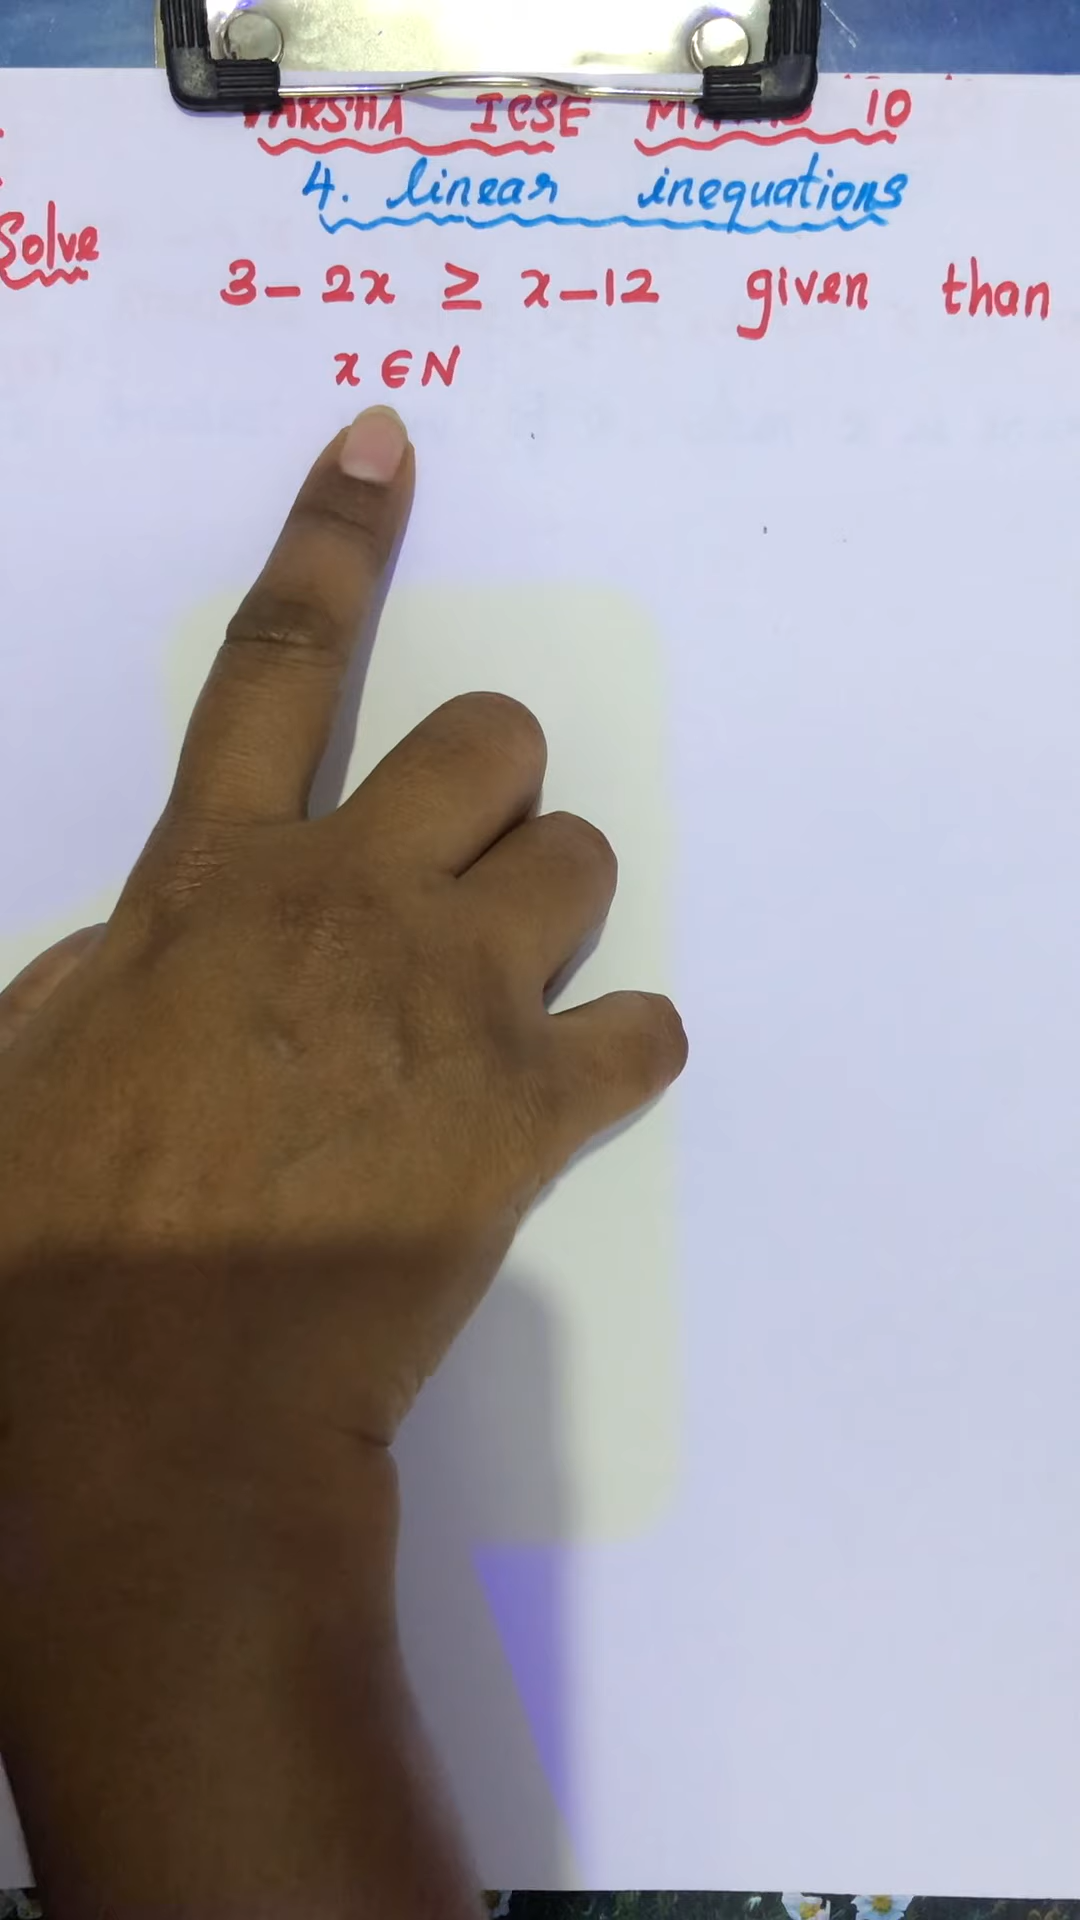 ICSE 10
4. linear inequations
Solve 3 – 2x ≥ x – 12 given than
x ∈ N